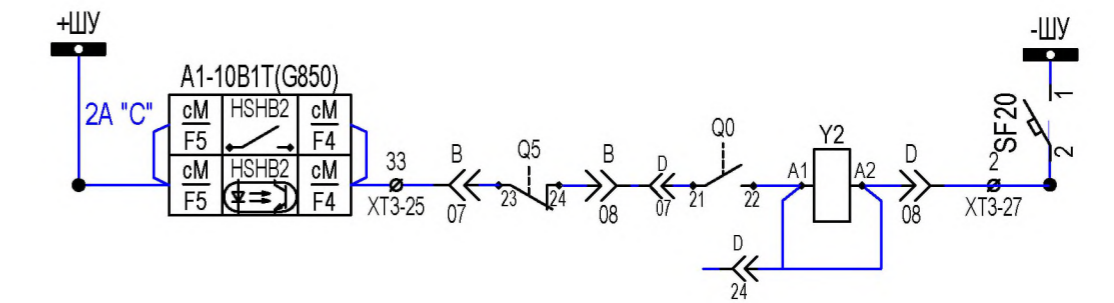 +ШУ
-ШУ
A1-10B1T(G850)
2A "C"
cM HSHB2 cM
F5 F4
cM HSHB2 cM
F5 F4
33
XT3-25
B
07
Q5
23 24
B
08
D
07
Q0
21 22
Y2
A1 A2
D
08
2
XT3-27
SF20
1
2
D
24